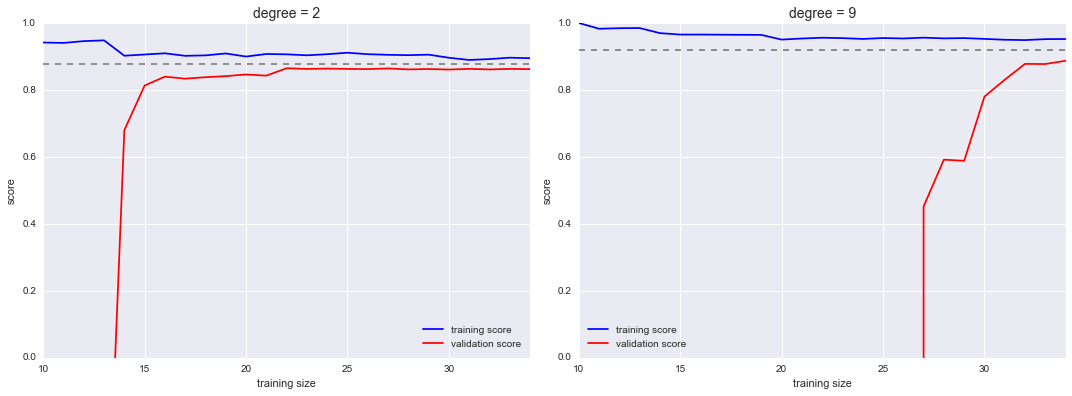 degree = 2
1.0
0.8
0.6
0.4
0.2
0.0
score
training score
validation score
10
15
20
25
30
training size
degree = 9
1.0
0.8
0.6
0.4
0.2
0.0
score
training score
validation score
10
15
20
25
30
training size